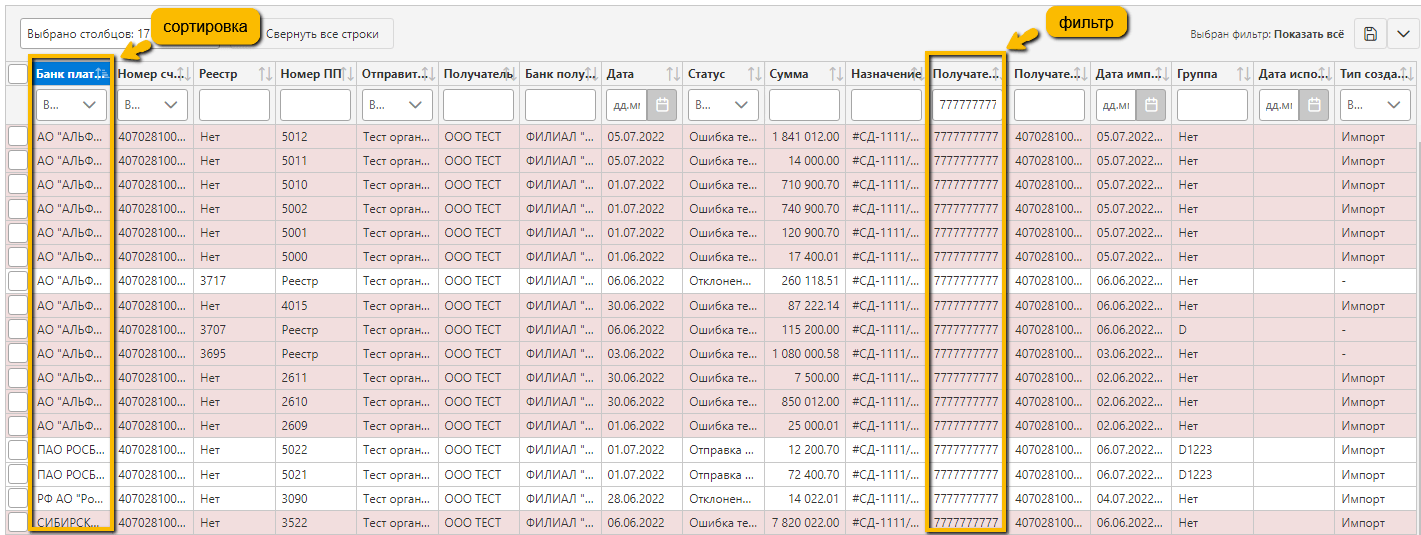 сортировка
фильтр
Выбрано столбцов: 17 Свернуть все строки Выбран фильтр: Показать всё
Банк плат... Номер сч... Реестр Номер ПП Отправит... Получатель Банк полу... Дата Статус Сумма Назначение Получате... Получате... Дата имп... Группа Дата испо... Тип созда...
В... В... В... дд.мм В... 777777777 дд.мм дд.мм В...
АО "АЛЬФ... 407028100... Нет 5012 Тест орган... ООО ТЕСТ ФИЛИАЛ "... 05.07.2022 Ошибка те... 1 841 012.00 #СД-1111/... 7777777777 407028100... 05.07.2022... Нет Импорт
АО "АЛЬФ... 407028100... Нет 5011 Тест орган... ООО ТЕСТ ФИЛИАЛ "... 05.07.2022 Ошибка те... 14 000.00 #СД-1111/... 7777777777 407028100... 05.07.2022... Нет Импорт
АО "АЛЬФ... 407028100... Нет 5010 Тест орган... ООО ТЕСТ ФИЛИАЛ "... 01.07.2022 Ошибка те... 710 900.70 #СД-1111/... 7777777777 407028100... 05.07.2022... Нет Импорт
АО "АЛЬФ... 407028100... Нет 5002 Тест орган... ООО ТЕСТ ФИЛИАЛ "... 01.07.2022 Ошибка те... 740 900.70 #СД-1111/... 7777777777 407028100... 05.07.2022... Нет Импорт
АО "АЛЬФ... 407028100... Нет 5001 Тест орган... ООО ТЕСТ ФИЛИАЛ "... 01.07.2022 Ошибка те... 120 900.70 #СД-1111/... 7777777777 407028100... 05.07.2022... Нет Импорт
АО "АЛЬФ... 407028100... Нет 5000 Тест орган... ООО ТЕСТ ФИЛИАЛ "... 01.06.2022 Ошибка те... 17 400.01 #СД-1111/... 7777777777 407028100... 05.07.2022... Нет Импорт
АО "АЛЬФ... 407028100... 3717 Реестр Тест орган... ООО ТЕСТ ФИЛИАЛ "... 06.06.2022 Отклонен... 260 118.51 #СД-1111/... 7777777777 407028100... 06.06.2022... Нет -
АО "АЛЬФ... 407028100... Нет 4015 Тест орган... ООО ТЕСТ ФИЛИАЛ "... 30.06.2022 Ошибка те... 87 222.14 #СД-1111/... 7777777777 407028100... 06.06.2022... Нет Импорт
АО "АЛЬФ... 407028100... 3707 Реестр Тест орган... ООО ТЕСТ ФИЛИАЛ "... 06.06.2022 Ошибка те... 115 200.00 #СД-1111/... 7777777777 407028100... 06.06.2022... D -
АО "АЛЬФ... 407028100... 3695 Реестр Тест орган... ООО ТЕСТ ФИЛИАЛ "... 03.06.2022 Ошибка те... 1 080 000.58 #СД-1111/... 7777777777 407028100... 03.06.2022... Нет -
АО "АЛЬФ... 407028100... Нет 2611 Тест орган... ООО ТЕСТ ФИЛИАЛ "... 30.06.2022 Ошибка те... 7 500.00 #СД-1111/... 7777777777 407028100... 02.06.2022... Нет Импорт
АО "АЛЬФ... 407028100... Нет 2610 Тест орган... ООО ТЕСТ ФИЛИАЛ "... 30.06.2022 Ошибка те... 850 012.00 #СД-1111/... 7777777777 407028100... 02.06.2022... Нет Импорт
АО "АЛЬФ... 407028100... Нет 2609 Тест орган... ООО ТЕСТ ФИЛИАЛ "... 01.06.2022 Ошибка те... 25 000.01 #СД-1111/... 7777777777 407028100... 02.06.2022... Нет Импорт
ПАО РОСБ... 407028100... Нет 5022 Тест орган... ООО ТЕСТ ФИЛИАЛ "... 01.07.2022 Отправка ... 12 200.70 #СД-1111/... 7777777777 407028100... 06.07.2022... D1223 Импорт
ПАО РОСБ... 407028100... Нет 5021 Тест орган... ООО ТЕСТ ФИЛИАЛ "... 01.07.2022 Отправка ... 72 400.70 #СД-1111/... 7777777777 407028100... 06.07.2022... D1223 Импорт
РФ АО "Ро... 407028100... Нет 3090 Тест орган... ООО ТЕСТ ФИЛИАЛ "... 28.06.2022 Отклонен... 14 022.01 #СД-1111/... 7777777777 407028100... 04.07.2022... Нет Импорт
СИБИРСК... 407028100... Нет 3522 Тест орган... ООО ТЕСТ ФИЛИАЛ "... 06.06.2022 Ошибка те... 7 820 022.00 #СД-1111/... 7777777777 407028100... 06.06.2022... Нет Импорт